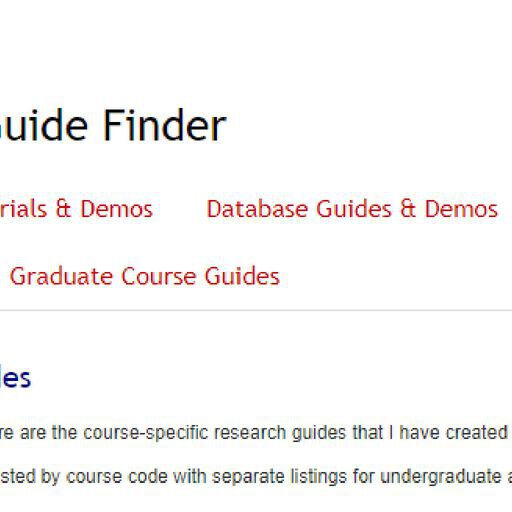 uide Finder
rials & Demos Database Guides & Demos
Graduate Course Guides
les
re are the course-specific research guides that I have created
sted by course code with separate listings for undergraduate a